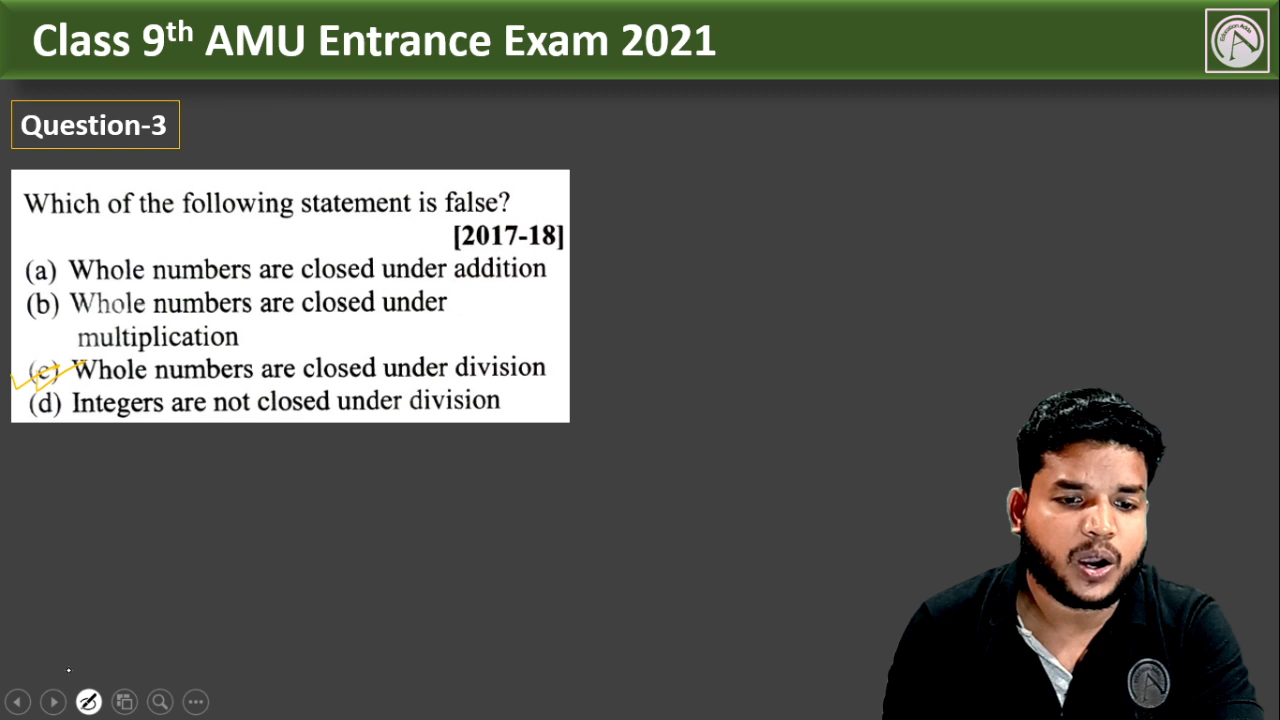 Class 9th AMU Entrance Exam 2021
Question-3
Which of the following statement is false?
[2017-18]
(a) Whole numbers are closed under addition
(b) Whole numbers are closed under
multiplication
(c) Whole numbers are closed under division
(d) Integers are not closed under division